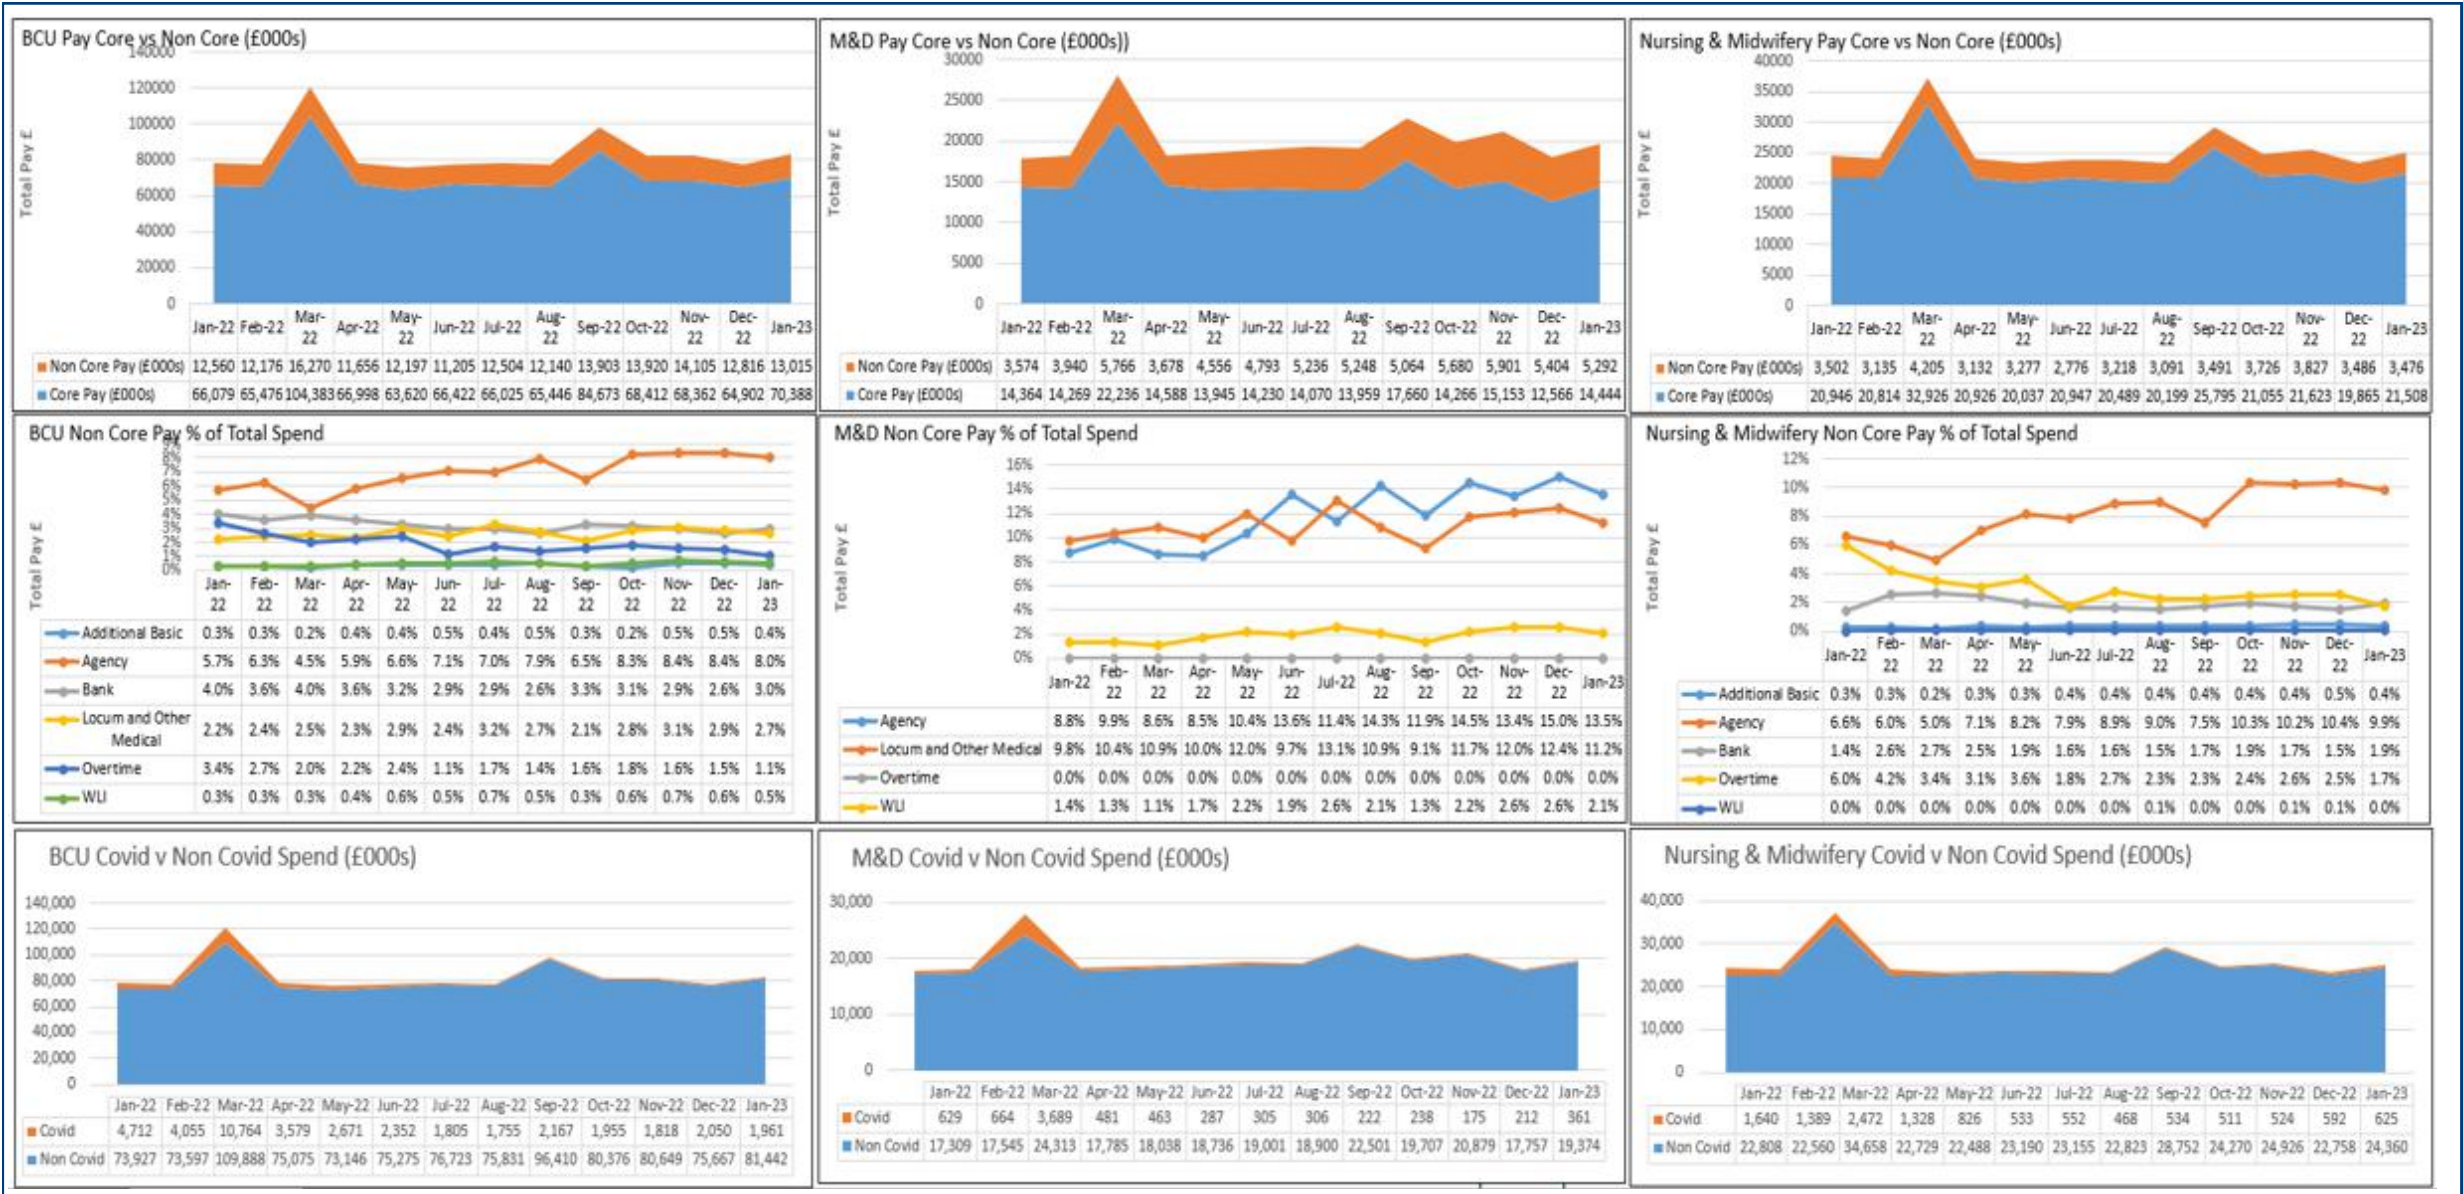 BCU Pay Core vs Non Core (£000s)
Total Pay £
140000
120000
100000
80000
60000
40000
20000
0
Jan-22 Feb-22 Mar-22 Apr-22 May-22 Jun-22 Jul-22 Aug-22 Sep-22 Oct-22 Nov-22 Dec-22 Jan-23
Non Core Pay (£000s) 12,560 12,176 16,270 11,656 12,197 11,205 12,504 12,140 13,903 13,920 14,105 12,816 13,015
Core Pay (£000s) 66,079 65,476 104,383 66,998 63,620 66,422 66,025 65,446 84,673 68,412 68,362 64,902 70,388
M&D Pay Core vs Non Core (£000s))
Total Pay £
30000
25000
20000
15000
10000
5000
0
Jan-22 Feb-22 Mar-22 Apr-22 May-22 Jun-22 Jul-22 Aug-22 Sep-22 Oct-22 Nov-22 Dec-22 Jan-23
Non Core Pay (£000s) 3,574 3,940 5,766 3,678 4,556 4,793 5,236 5,248 5,064 5,680 5,901 5,404 5,292
Core Pay (£000s) 14,364 14,269 22,236 14,588 13,945 14,230 14,070 13,959 17,660 14,266 15,153 12,566 14,444
Nursing & Midwifery Pay Core vs Non Core (£000s)
Total Pay £
40000
35000
30000
25000
20000
15000
10000
5000
0
Jan-22 Feb-22 Mar-22 Apr-22 May-22 Jun-22 Jul-22 Aug-22 Sep-22 Oct-22 Nov-22 Dec-22 Jan-23
Non Core Pay (£000s) 3,502 3,135 4,205 3,132 3,277 2,776 3,218 3,091 3,491 3,726 3,827 3,486 3,476
Core Pay (£000s) 20,946 20,814 32,926 20,926 20,037 20,947 20,489 20,199 25,795 21,055 21,623 19,865 21,508
BCU Non Core Pay % of Total Spend
Total Pay £
8%
7%
6%
5%
4%
3%
2%
1%
0%
Jan-22 Feb-22 Mar-22 Apr-22 May-22 Jun-22 Jul-22 Aug-22 Sep-22 Oct-22 Nov-22 Dec-22 Jan-23
Additional Basic 0.3% 0.3% 0.2% 0.4% 0.4% 0.5% 0.4% 0.5% 0.3% 0.2% 0.5% 0.5% 0.4%
Agency 5.7% 6.3% 4.5% 5.9% 6.6% 7.1% 7.0% 7.9% 6.5% 8.3% 8.4% 8.4% 8.0%
Bank 4.0% 3.6% 4.0% 3.6% 3.2% 2.9% 2.9% 2.6% 3.3% 3.1% 2.9% 2.6% 3.0%
Locum and Other Medical 2.2% 2.4% 2.5% 2.3% 2.9% 2.4% 3.2% 2.7% 2.1% 2.8% 3.1% 2.9% 2.7%
Overtime 3.4% 2.7% 2.0% 2.2% 2.4% 1.1% 1.7% 1.4% 1.6% 1.8% 1.6% 1.5% 1.1%
WLI 0.3% 0.3% 0.3% 0.4% 0.6% 0.5% 0.7% 0.5% 0.3% 0.6% 0.7% 0.6% 0.5%
M&D Non Core Pay % of Total Spend
Total Pay £
16%
14%
12%
10%
8%
6%
4%
2%
0%
Jan-22 Feb-22 Mar-22 Apr-22 May-22 Jun-22 Jul-22 Aug-22 Sep-22 Oct-22 Nov-22 Dec-22 Jan-23
Agency 8.8% 9.9% 8.6% 8.5% 10.4% 13.6% 11.4% 14.3% 11.9% 14.5% 13.4% 15.0% 13.5%
Locum and Other Medical 9.8% 10.4% 10.9% 10.0% 12.0% 9.7% 13.1% 10.9% 9.1% 11.7% 12.0% 12.4% 11.2%
Overtime 0.0% 0.0% 0.0% 0.0% 0.0% 0.0% 0.0% 0.0% 0.0% 0.0% 0.0% 0.0% 0.0%
WLI 1.4% 1.3% 1.1% 1.7% 2.2% 1.9% 2.6% 2.1% 1.3% 2.2% 2.6% 2.6% 2.1%
Nursing & Midwifery Non Core Pay % of Total Spend
Total Pay £
12%
10%
8%
6%
4%
2%
0%
Jan-22 Feb-22 Mar-22 Apr-22 May-22 Jun-22 Jul-22 Aug-22 Sep-22 Oct-22 Nov-22 Dec-22 Jan-23
Additional Basic 0.3% 0.3% 0.2% 0.3% 0.3% 0.4% 0.4% 0.4% 0.4% 0.4% 0.4% 0.5% 0.4%
Agency 6.6% 6.0% 5.0% 7.1% 8.2% 7.9% 8.9% 9.0% 7.5% 10.3% 10.2% 10.4% 9.9%
Bank 1.4% 2.6% 2.7% 2.5% 1.9% 1.6% 1.6% 1.5% 1.7% 1.9% 1.7% 1.5% 1.9%
Overtime 6.0% 4.2% 3.4% 3.1% 3.6% 1.8% 2.7% 2.3% 2.3% 2.4% 2.6% 2.5% 1.7%
WLI 0.0% 0.0% 0.0% 0.0% 0.0% 0.0% 0.0% 0.1% 0.0% 0.0% 0.1% 0.1% 0.0%
BCU Covid v Non Covid Spend (£000s)
140,000
120,000
100,000
80,000
60,000
40,000
20,000
0
Jan-22 Feb-22 Mar-22 Apr-22 May-22 Jun-22 Jul-22 Aug-22 Sep-22 Oct-22 Nov-22 Dec-22 Jan-23
Covid 4,712 4,055 10,764 3,579 2,671 2,352 1,805 1,755 2,167 1,955 1,818 2,050 1,961
Non Covid 73,927 73,597 109,888 75,075 73,146 75,275 76,723 75,831 96,410 80,376 80,649 75,667 81,442
M&D Covid v Non Covid Spend (£000s)
30,000
20,000
10,000
0
Jan-22 Feb-22 Mar-22 Apr-22 May-22 Jun-22 Jul-22 Aug-22 Sep-22 Oct-22 Nov-22 Dec-22 Jan-23
Covid 629 664 3,689 481 463 287 305 306 222 238 175 212 361
Non Covid 17,309 17,545 24,313 17,785 18,038 18,736 19,001 18,900 22,501 19,707 20,879 17,757 19,374
Nursing & Midwifery Covid v Non Covid Spend (£000s)
40,000
30,000
20,000
10,000
0
Jan-22 Feb-22 Mar-22 Apr-22 May-22 Jun-22 Jul-22 Aug-22 Sep-22 Oct-22 Nov-22 Dec-22 Jan-23
Covid 1,640 1,389 2,472 1,328 826 533 552 468 534 511 524 592 625
Non Covid 22,808 22,560 34,658 22,729 22,488 23,190 23,155 22,823 28,752 24,270 24,926 22,758 24,360